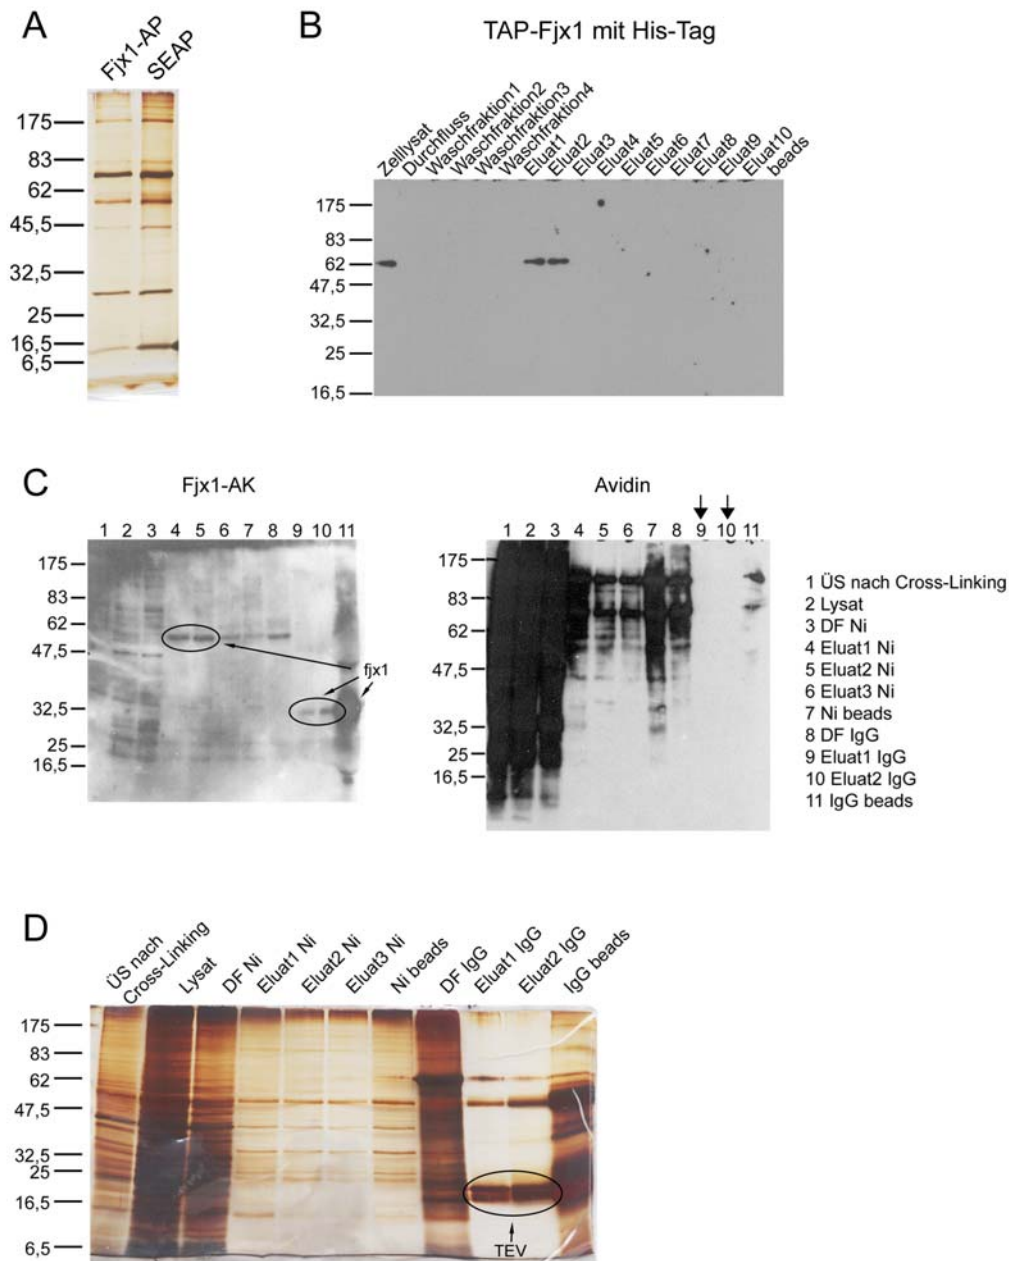 A
Fjx1-AP
SEAP
175
83
62
45,5
32,5
25
16,5
6,5
B
TAP-Fjx1 mit His-Tag
Zelllysat
Durchfluss
Waschfraktion1
Waschfraktion2
Waschfraktion3
Waschfraktion4
Eluat1
Eluat2
Eluat3
Eluat4
Eluat5
Eluat6
Eluat7
Eluat8
Eluat9
Eluat10
beads
175
83
62
47,5
32,5
25
16,5
C
Fjx1-AK
1 2 3 4 5 6 7 8 9 10 11
175
83
62
47,5
32,5
25
16,5
fjx1
Avidin
1 2 3 4 5 6 7 8 9 10 11
175
83
62
47,5
32,5
25
16,5
1 ÜS nach Cross-Linking
2 Lysat
3 DF Ni
4 Eluat1 Ni
5 Eluat2 Ni
6 Eluat3 Ni
7 Ni beads
8 DF IgG
9 Eluat1 IgG
10 Eluat2 IgG
11 IgG beads
D
ÜS nach
Cross-Linking
Lysat
DF Ni
Eluat1 Ni
Eluat2 Ni
Eluat3 Ni
Ni beads
DF IgG
Eluat1 IgG
Eluat2 IgG
IgG beads
175
83
62
47,5
32,5
25
16,5
6,5
TEV